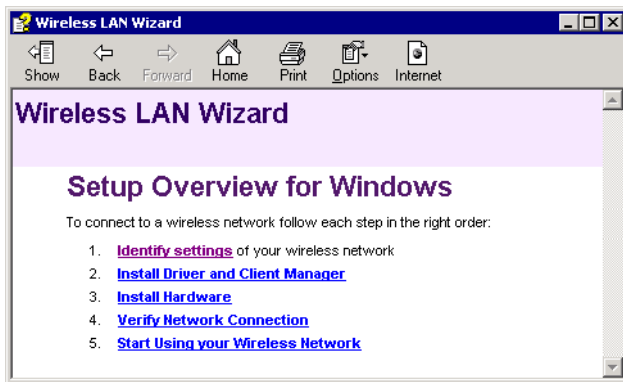 Wireless LAN Wizard
Show Back Forward Home Print Options Internet
Wireless LAN Wizard
Setup Overview for Windows
To connect to a wireless network follow each step in the right order:
1. Identify settings of your wireless network
2. Install Driver and Client Manager
3. Install Hardware
4. Verify Network Connection
5. Start Using your Wireless Network